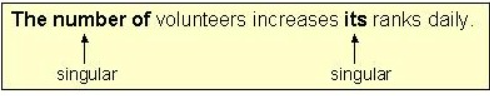 The number of volunteers increases its ranks daily.
singular singular